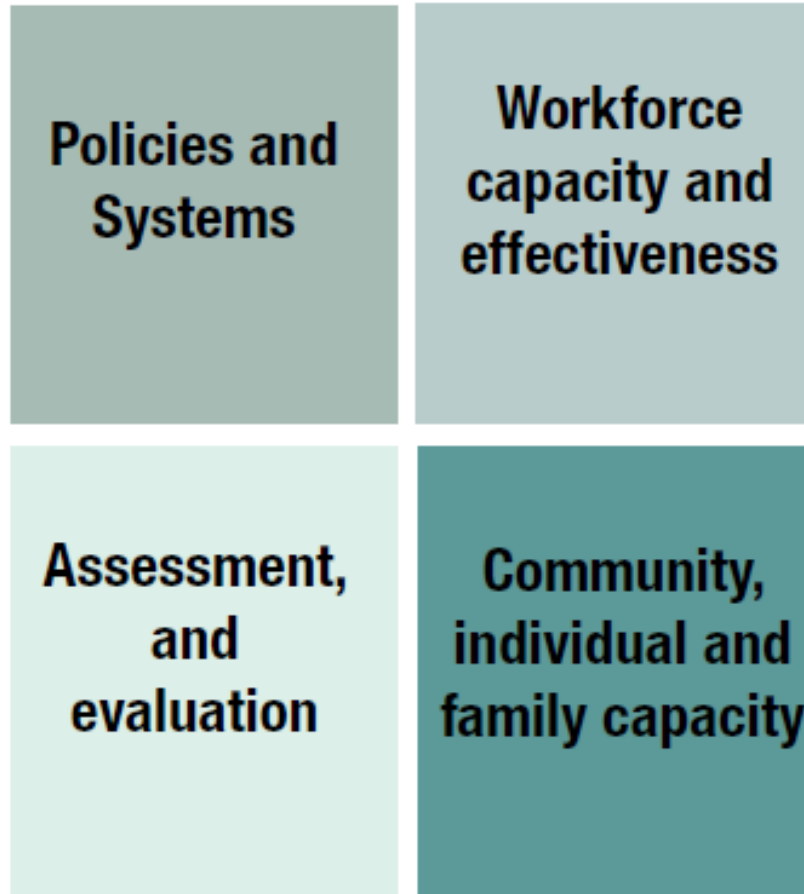 Policies and
Systems
Workforce
capacity and
effectiveness
Assessment,
and
evaluation
Community,
individual and
family capacity